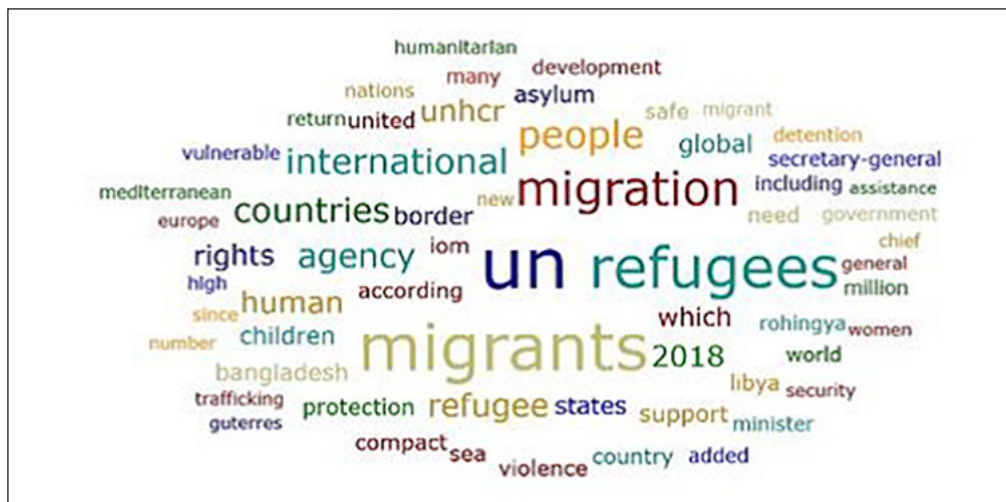 humanitarian
many development
nations unhcr asylum
return united people safe migrant
vulnerable international global detention
secretary-general
mediterranean new migration including assistance
europe countries border need government
rights agency iom un refugees chief
general
high according million
since human which rohingya women
number children migrants 2018 world
bangladesh libya security
trafficking protection refugee states support minister
guterres
compact sea violence country added